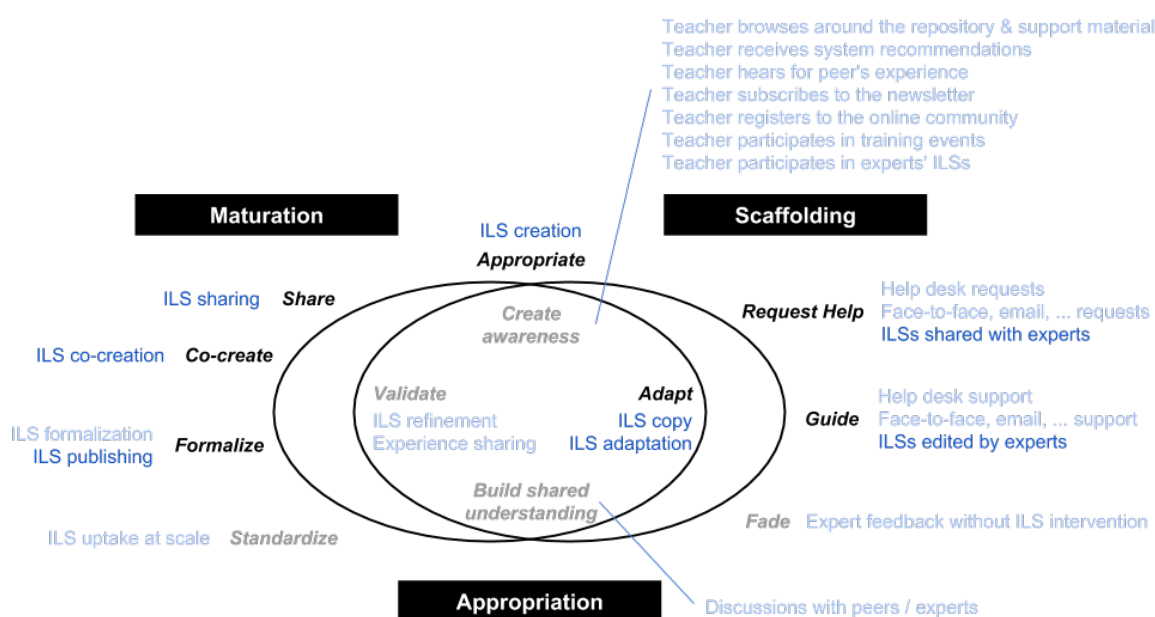 Teacher browses around the repository & support material
Teacher receives system recommendations
Teacher hears for peer's experience
Teacher subscribes to the newsletter
Teacher registers to the online community
Teacher participates in training events
Teacher participates in experts' ILSs
Maturation
Scaffolding
ILS creation
Appropriate
ILS sharing Share
Create
awareness
Request Help
Help desk requests
Face-to-face, email, ... requests
ILSs shared with experts
ILS co-creation Co-create
Validate
ILS refinement
Experience sharing
Adapt
ILS copy
ILS adaptation
Guide
Help desk support
Face-to-face, email, ... support
ILSs edited by experts
ILS formalization
ILS publishing
Formalize
Build shared
understanding
Fade Expert feedback without ILS intervention
ILS uptake at scale Standardize
Appropriation
Discussions with peers / experts